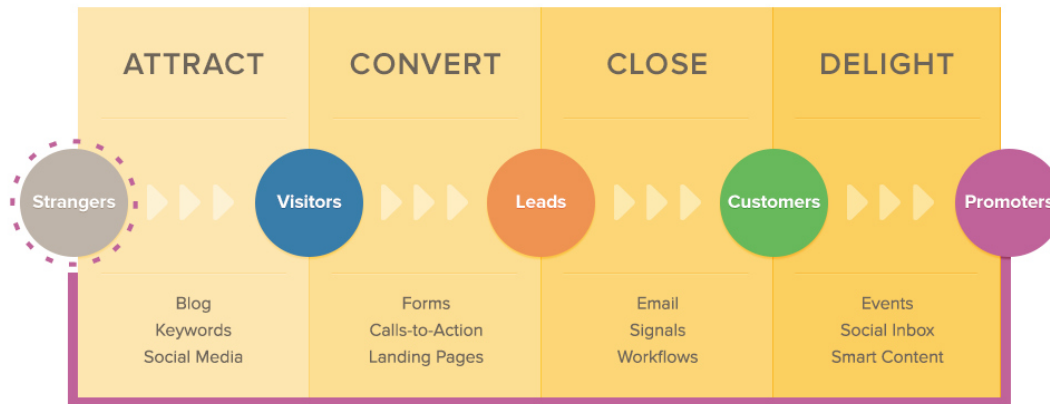 ATTRACT
CONVERT
CLOSE
DELIGHT
Strangers
Visitors
Leads
Customers
Promoters
Blog
Keywords
Social Media
Forms
Calls-to-Action
Landing Pages
Email
Signals
Workflows
Events
Social Inbox
Smart Content